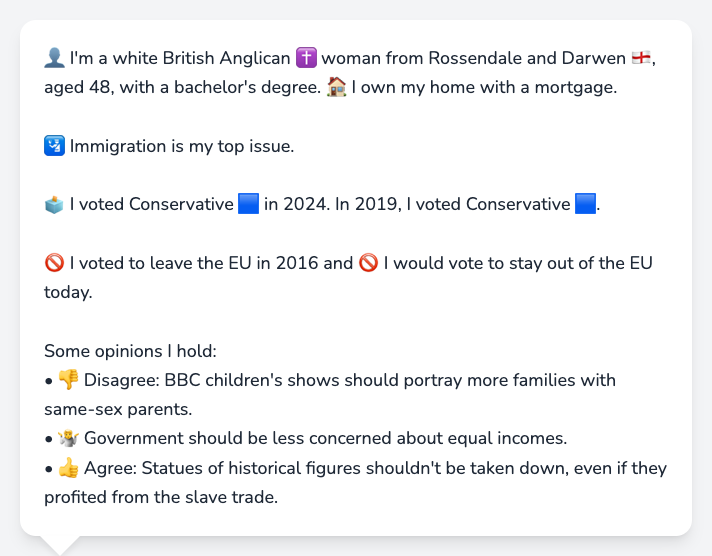 👤 I'm a white British Anglican ✝️ woman from Rossendale and Darwen 🏴󠁧󠁢󠁥󠁮󠁧󠁿,
aged 48, with a bachelor's degree. 🏠 I own my home with a mortgage.
🛂 Immigration is my top issue.
🗳️ I voted Conservative 🟦 in 2024. In 2019, I voted Conservative 🟦.
🚫 I voted to leave the EU in 2016 and 🚫 I would vote to stay out of the EU
today.
Some opinions I hold:
• 👎 Disagree: BBC children's shows should portray more families with
same-sex parents.
• 🤷 Government should be less concerned about equal incomes.
• 👍 Agree: Statues of historical figures shouldn't be taken down, even if they
profited from the slave trade.